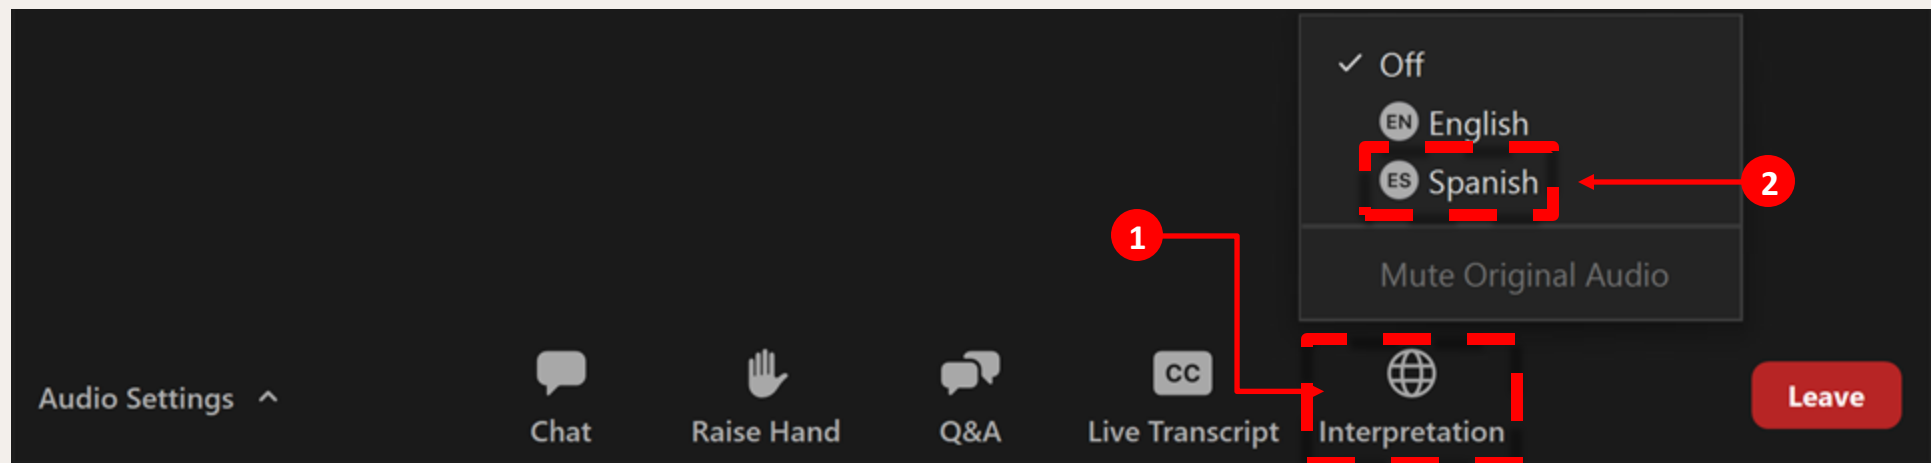 Off
EN English
ES Spanish
2
1
Mute Original Audio
Audio Settings
Chat
Raise Hand
Q&A
CC
Live Transcript
Interpretation
Leave